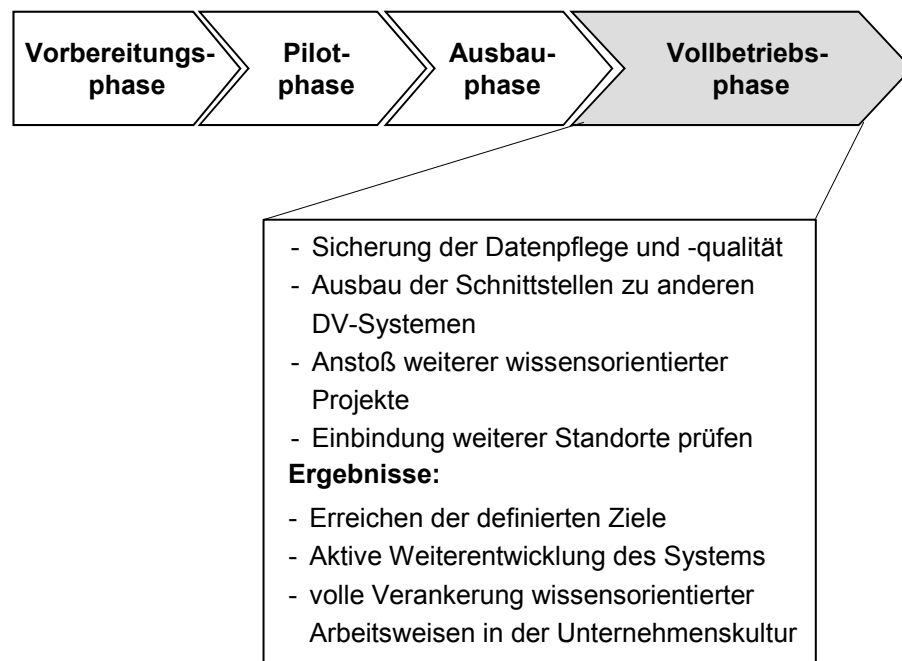 Vorbereitungs-
phase
Pilot-
phase
Ausbau-
phase
Vollbetriebs-
phase
- Sicherung der Datenpflege und -qualität
- Ausbau der Schnittstellen zu anderen
DV-Systemen
- Anstoß weiterer wissensorientierter
Projekte
- Einbindung weiterer Standorte prüfen
Ergebnisse:
- Erreichen der definierten Ziele
- Aktive Weiterentwicklung des Systems
- volle Verankerung wissensorientierter
Arbeitsweisen in der Unternehmenskultur